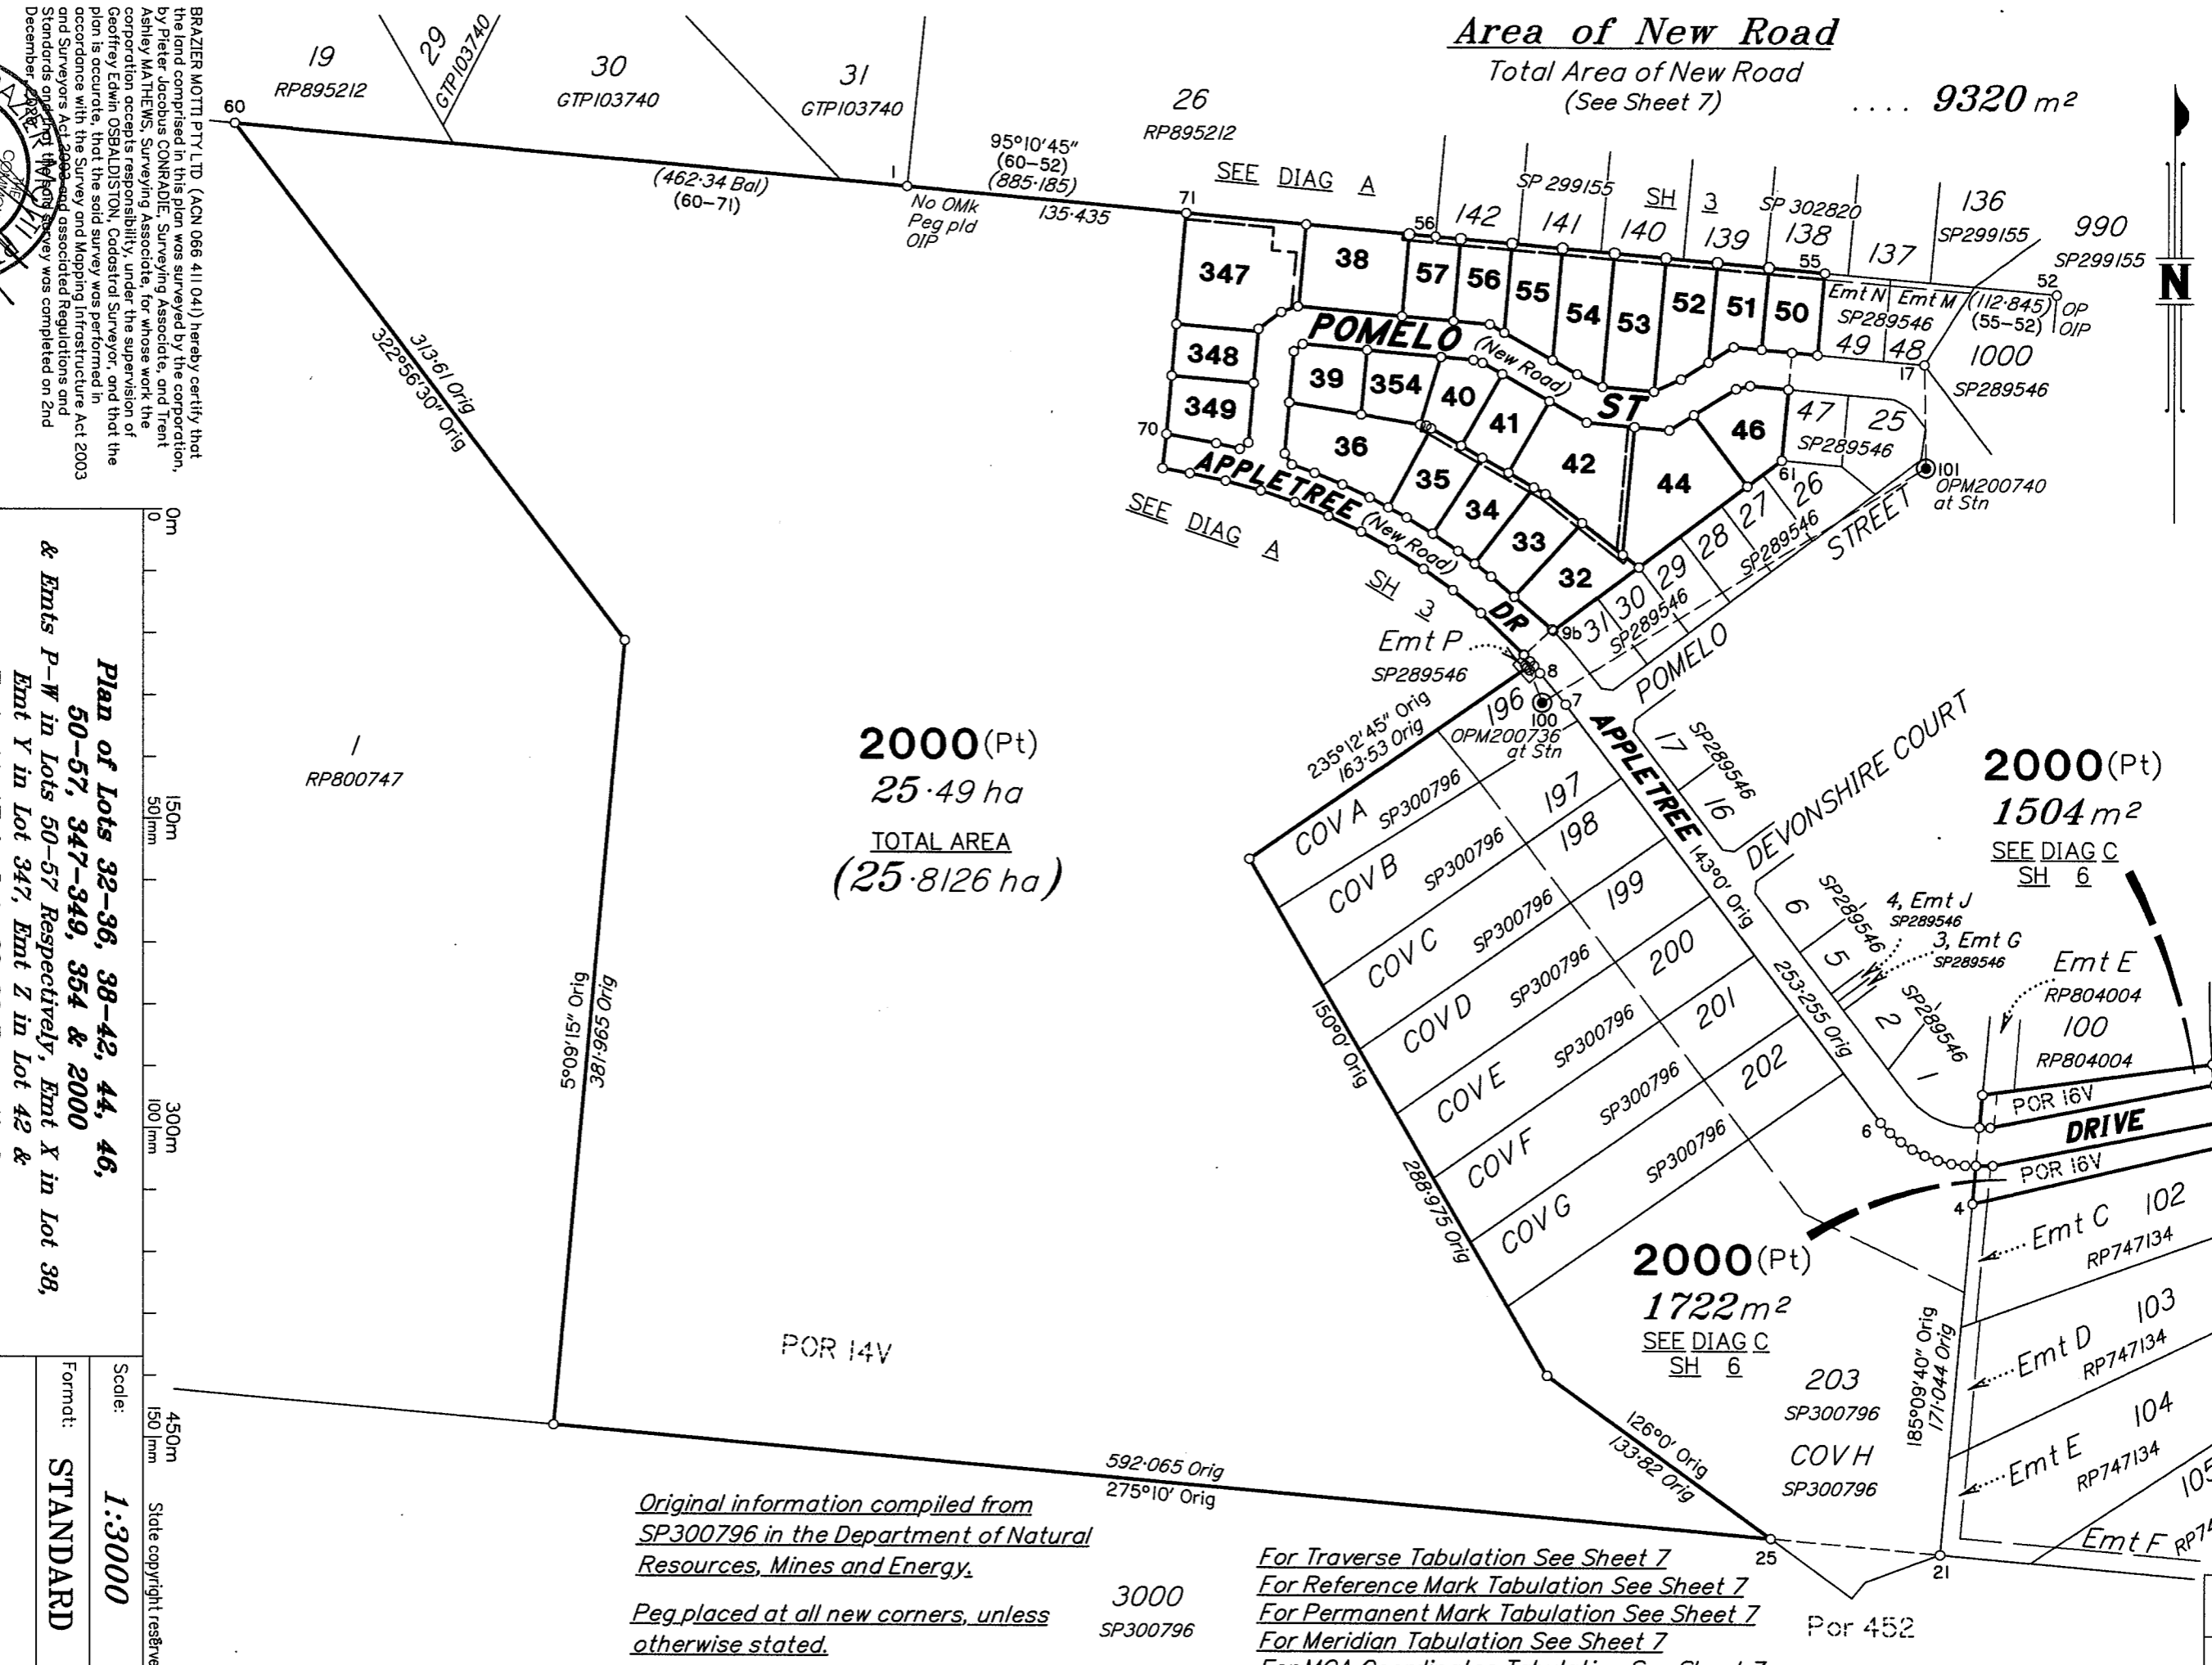 Area of New Road
Total Area of New Road
(See Sheet 7)
.... 9320 m²
N
BRAZIER MOTTI PTY LTD (ACN 066 411 041) hereby certify that
the land comprised in this plan was surveyed by the corporation,
by Pieter Jacobus CONRADIE, Surveying Associate, and Trent
Ashley MATHEWS, Surveying Associate, for whose work the
corporation accepts responsibility, under the supervision of
Geoffrey Edwin OSBALDISTON, Cadastral Surveyor, and that the
plan is accurate, that the said survey was performed in
accordance with the Survey and Mapping Infrastructure Act 2003
and Surveyors Act 2003 and associated Regulations and
Standards and that the said survey was completed on 2nd
December
19
RP895212
29
GTP103740
30
GTP103740
31
GTP103740
26
RP895212
60
1
No OMk
Peg pld
OIP
(462·34 Bal)
(60-71)
95°10'45"
(60-52)
(885·185)
135·435
71
SEE DIAG A
SH 3
56
142
SP 299155
141
140
139
SP 302820
138
137
136
SP299155
990
SP299155
55
52
Emt N
Emt M
(112·845)
(55-52)
OP
OIP
SP289546
49
48
17
1000
SP289546
347
38
57
56
55
54
53
52
51
50
348
349
70
POMELO
(New Road)
ST
39
354
40
41
42
44
46
47
25
SP289546
61
26
101
OPM200740
at Stn
36
35
34
33
32
APPLETREE
(New Road)
DR
SEE DIAG A
SH 3
27
28
SP289546
29
30
31
SP289546
STREET
POMELO
9b
8
7
Emt P
SP289546
196
100
OPM200736
at Stn
235°12'45" Orig
163·53 Orig
322°56'30" Orig
313·61 Orig
1
RP800747
2000 (Pt)
25·49 ha
TOTAL AREA
(25·8126 ha)
5°09'15" Orig
381·965 Orig
COV A
SP300796
COV B
SP300796
197
198
COV C
SP300796
199
COV D
SP300796
200
COV E
SP300796
201
COV F
SP300796
202
COV G
SP300796
150°0' Orig
288·975 Orig
APPLETREE
143°0' Orig
253·255 Orig
17
SP289546
16
DEVONSHIRE COURT
6
SP289546
5
4, Emt J
SP289546
3, Emt G
SP289546
2
SP289546
1
2000 (Pt)
1504 m²
SEE DIAG C
SH 6
Emt E
RP804004
100
RP804004
POR 16V
DRIVE
POR 16V
6
4
2000 (Pt)
1722 m²
SEE DIAG C
SH 6
203
SP300796
COV H
SP300796
Emt C 102
RP747134
Emt D 103
RP747134
Emt E 104
RP747134
105
Emt F
185°09'40" Orig
171·044 Orig
126°0' Orig
133·82 Orig
25
21
Por 452
POR 14V
592·065 Orig
275°10' Orig
3000
SP300796
Original information compiled from
SP300796 in the Department of Natural
Resources, Mines and Energy.
Peg placed at all new corners, unless
otherwise stated.
For Traverse Tabulation See Sheet 7
For Reference Mark Tabulation See Sheet 7
For Permanent Mark Tabulation See Sheet 7
For Meridian Tabulation See Sheet 7
0m 150m 300m 450m
0 50 mm 100 mm 150 mm
State copyright reserve
Plan of Lots 32-36, 38-42, 44, 46,
50-57, 347-349, 354 & 2000
& Emts P-W in Lots 50-57 Respectively, Emt X in Lot 38,
Emt Y in Lot 347, Emt Z in Lot 42 &
Scale: 1:3000
Format: STANDARD